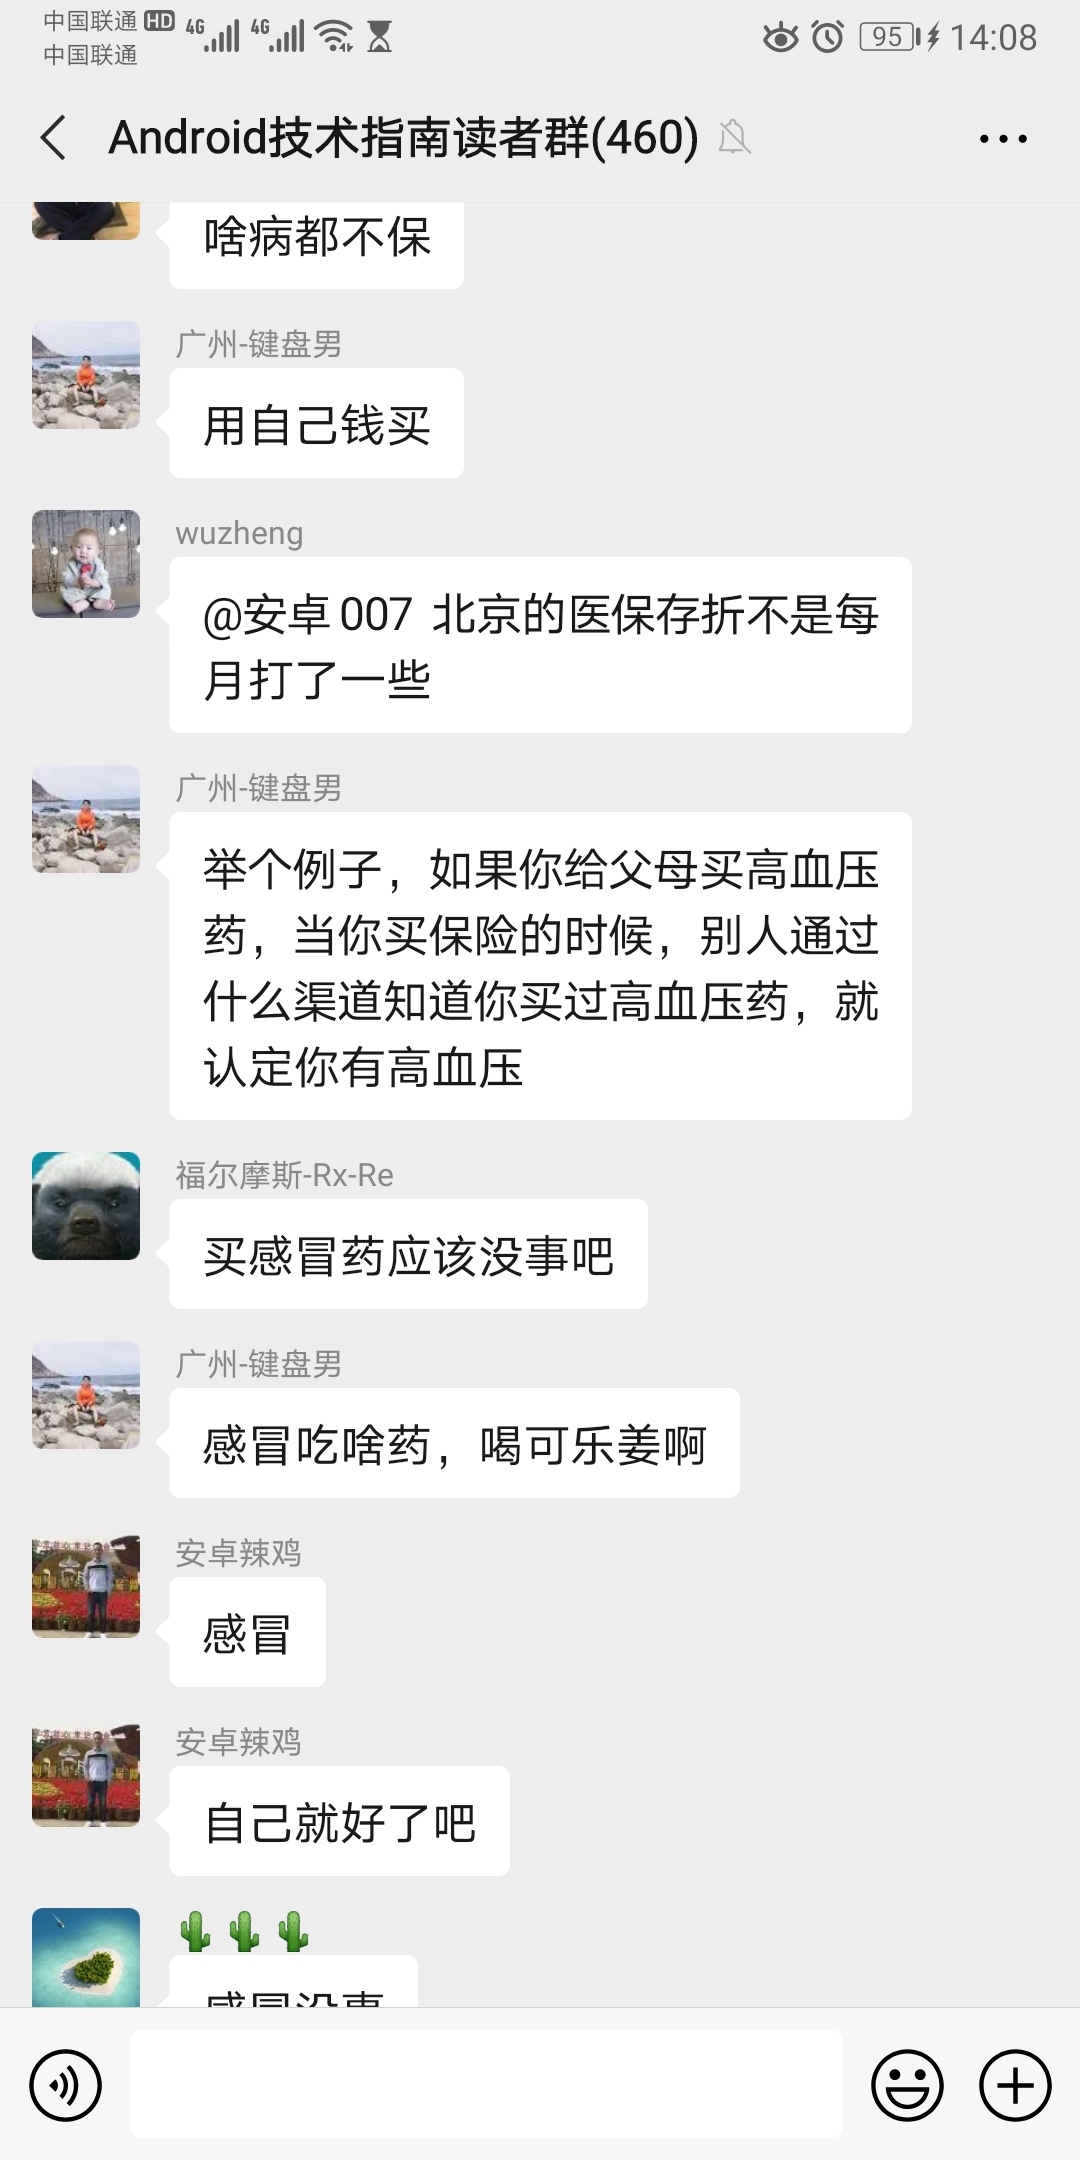 中国联通 HD 4G 4G 95 14:08
中国联通
Android技术指南读者群(460)
啥病都不保
广州-键盘男
用自己钱买
wuzheng
@安卓007 北京的医保存折不是每
月打了一些
广州-键盘男
举个例子，如果你给父母买高血压
药，当你买保险的时候，别人通过
什么渠道知道你买过高血压药，就
认定你有高血压
福尔摩斯-Rx-Re
买感冒药应该没事吧
广州-键盘男
感冒吃啥药，喝可乐姜啊
安卓辣鸡
感冒
安卓辣鸡
自己就好了吧
🌵🌵🌵
感冒没事